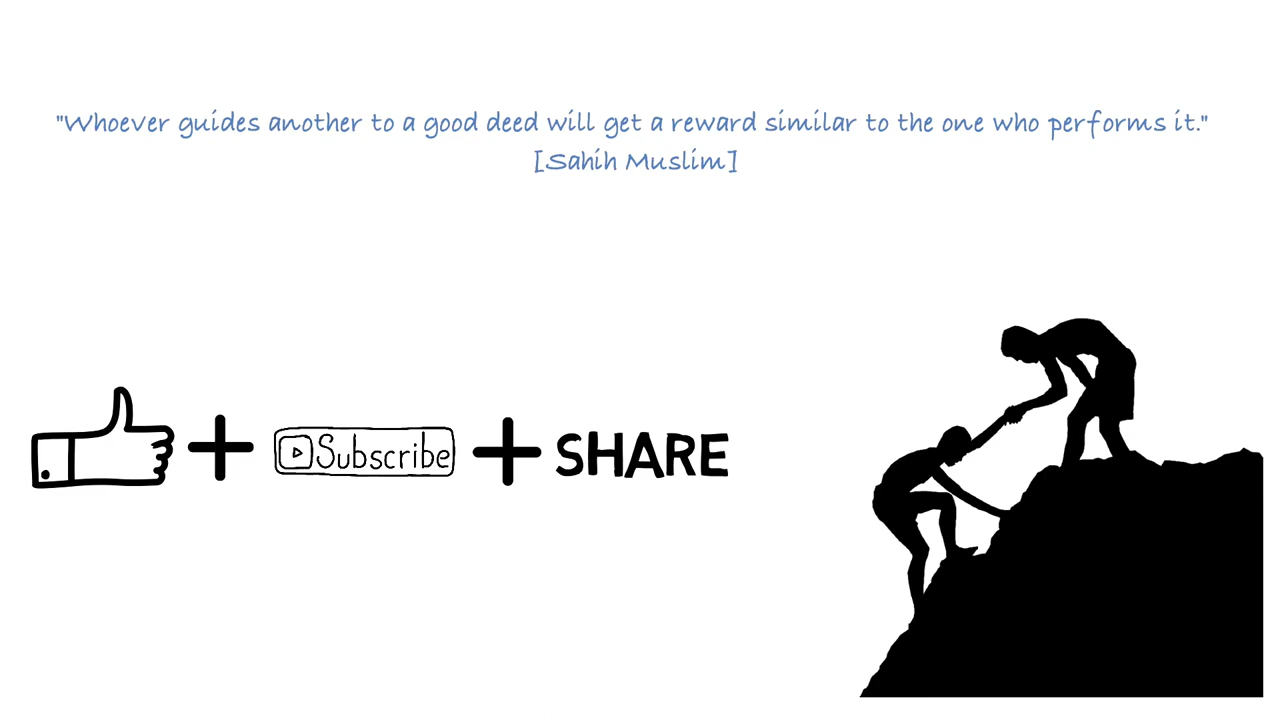 "Whoever guides another to a good deed will get a reward similar to the one who performs it."
[Sahih Muslim]
Subscribe
SHARE